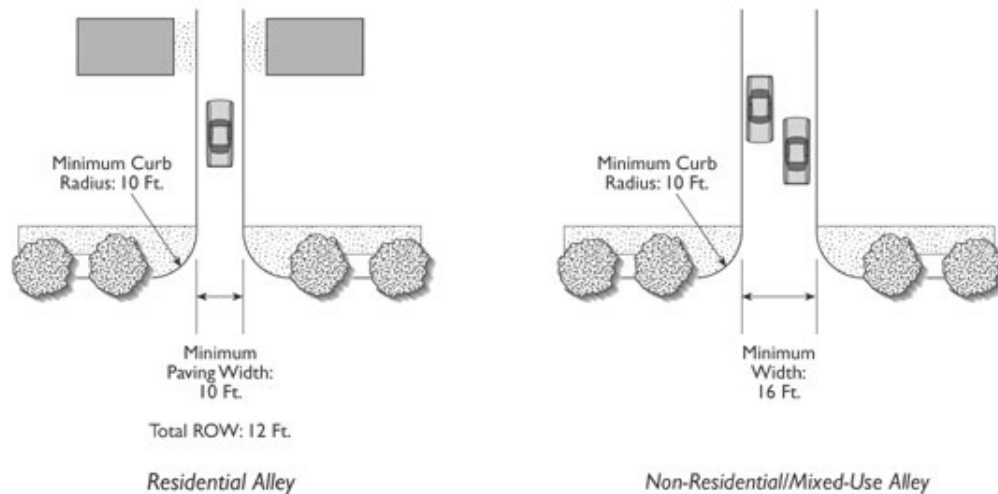 Minimum Curb
Radius: 10 Ft.
Minimum
Paving Width:
10 Ft.
Total ROW: 12 Ft.
Residential Alley
Minimum Curb
Radius: 10 Ft.
Minimum
Width:
16 Ft.
Non-Residential/Mixed-Use Alley